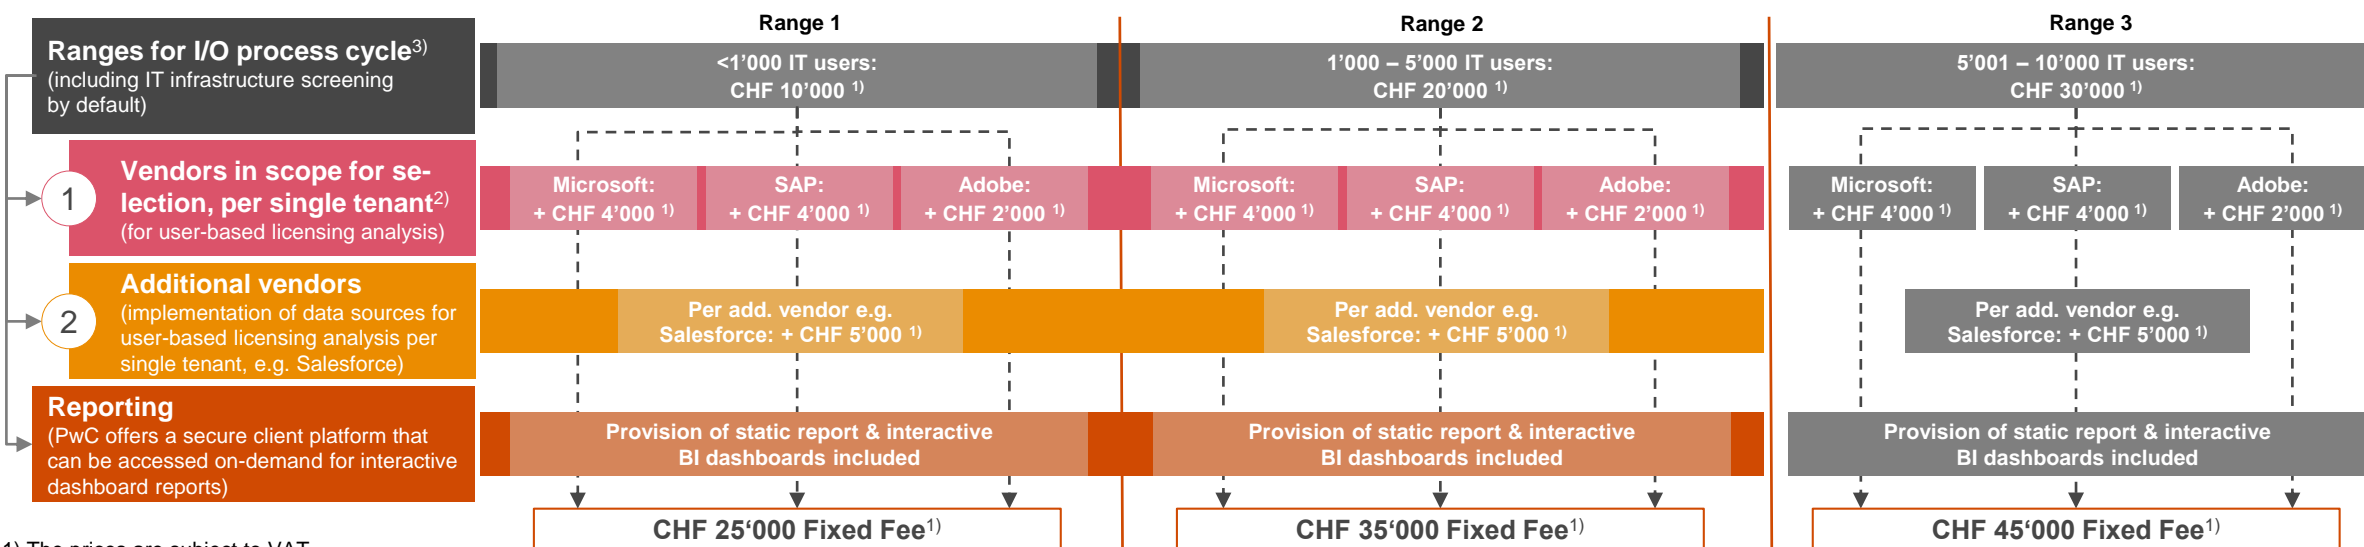 Range 1
Range 2
Range 3
Ranges for I/O process cycle3)
(including IT infrastructure screening
by default)
<1’000 IT users:
CHF 10’000 1)
1’000 – 5’000 IT users:
CHF 20’000 1)
5’001 – 10’000 IT users:
CHF 30’000 1)
1
Vendors in scope for se-
lection, per single tenant2)
(for user-based licensing analysis)
Microsoft:
+ CHF 4’000 1)
SAP:
+ CHF 4’000 1)
Adobe:
+ CHF 2’000 1)
Microsoft:
+ CHF 4’000 1)
SAP:
+ CHF 4’000 1)
Adobe:
+ CHF 2’000 1)
Microsoft:
+ CHF 4’000 1)
SAP:
+ CHF 4’000 1)
Adobe:
+ CHF 2’000 1)
2
Additional vendors
(implementation of data sources for
user-based licensing analysis per
single tenant, e.g. Salesforce)
Per add. vendor e.g.
Salesforce: + CHF 5’000 1)
Per add. vendor e.g.
Salesforce: + CHF 5’000 1)
Per add. vendor e.g.
Salesforce: + CHF 5’000 1)
Reporting
(PwC offers a secure client platform that
can be accessed on-demand for interactive
dashboard reports)
Provision of static report & interactive
BI dashboards included
Provision of static report & interactive
BI dashboards included
Provision of static report & interactive
BI dashboards included
CHF 25‘000 Fixed Fee1)
CHF 35‘000 Fixed Fee1)
CHF 45‘000 Fixed Fee1)
1) The prices are subject to VAT